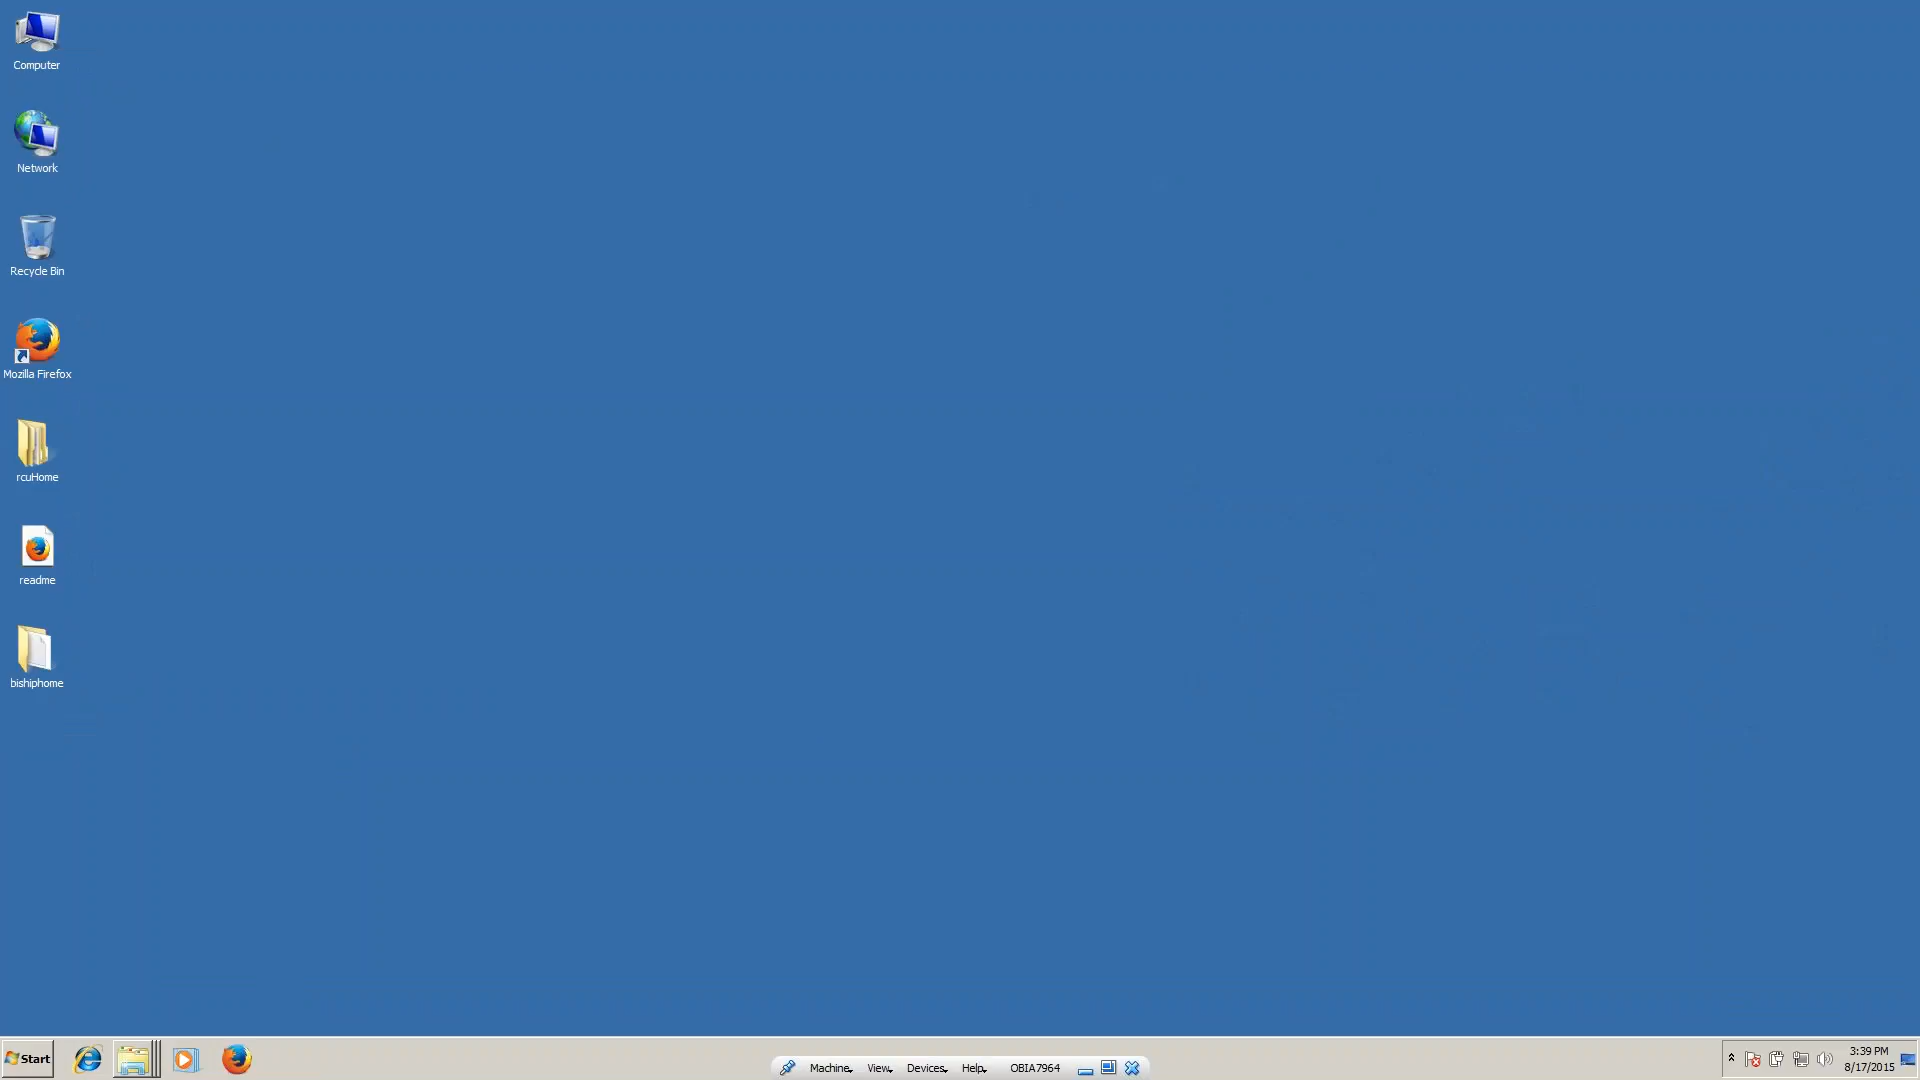 Computer
Network
Recycle Bin
Mozilla Firefox
rcuHome
readme
bishiphome
Start
Machine View Devices Help OBIA7964
3:39 PM
8/17/2015